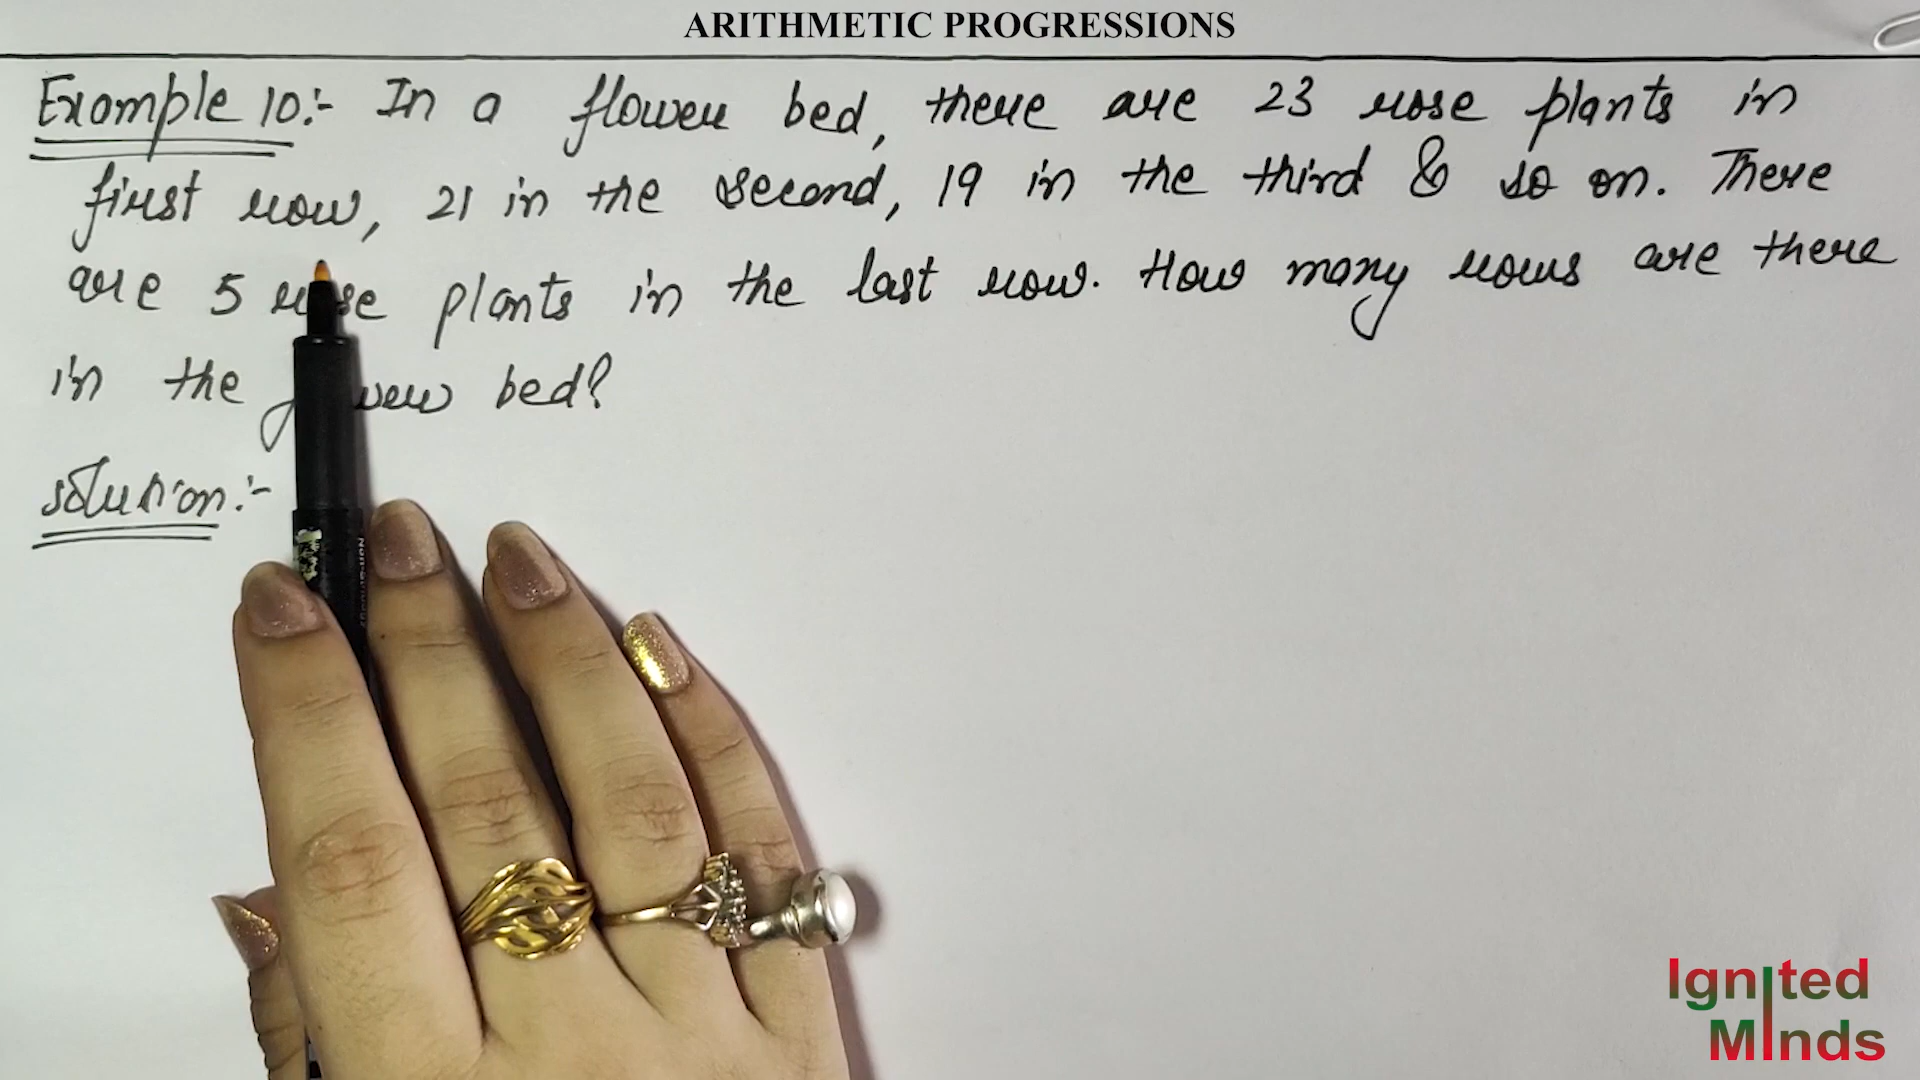 ARITHMETIC PROGRESSIONS
Example 10:- In a flower bed, there are 23 rose plants in
first row, 21 in the second, 19 in the third & so on. There
are 5 rose plants in the last row. How many rows are there
in the flower bed?
Solution:-
Ignited
Minds